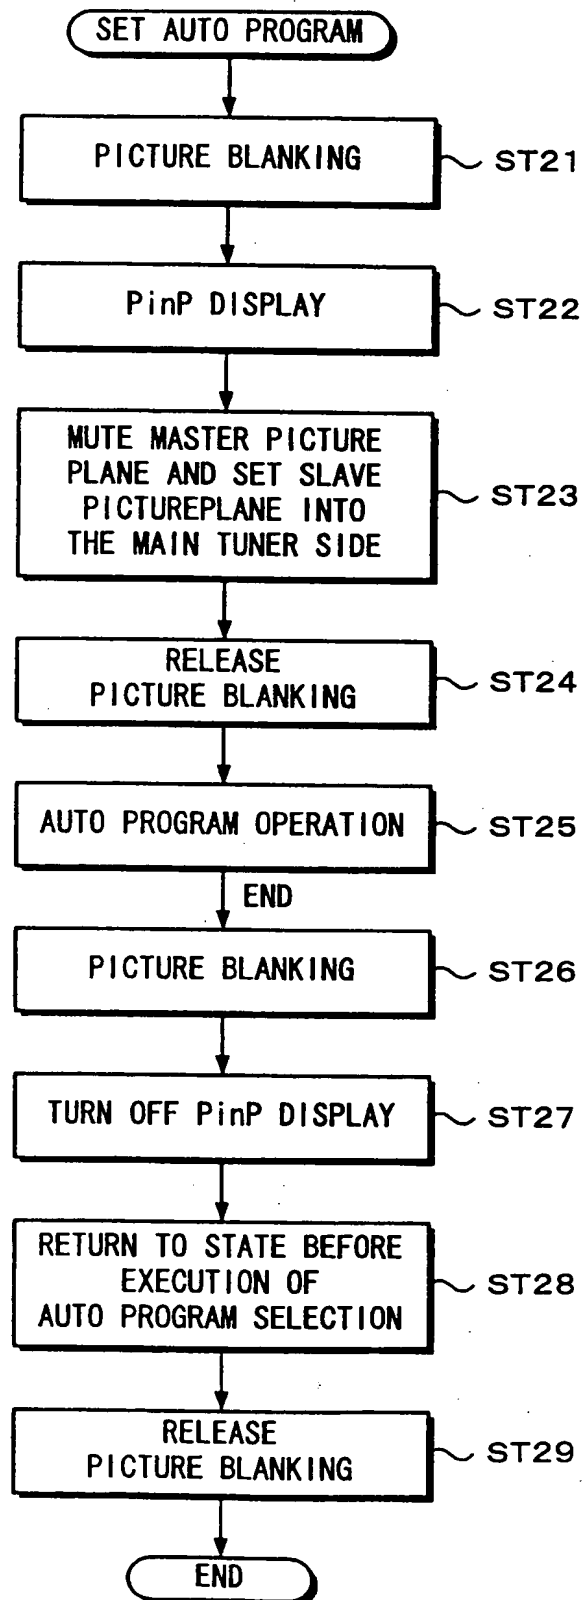 SET AUTO PROGRAM
PICTURE BLANKING
ST21
PinP DISPLAY
ST22
MUTE MASTER PICTURE
PLANE AND SET SLAVE
PICTUREPLANE INTO
THE MAIN TUNER SIDE
ST23
RELEASE
PICTURE BLANKING
ST24
AUTO PROGRAM OPERATION
ST25
END
PICTURE BLANKING
ST26
TURN OFF PinP DISPLAY
ST27
RETURN TO STATE BEFORE
EXECUTION OF
AUTO PROGRAM SELECTION
ST28
RELEASE
PICTURE BLANKING
ST29
END